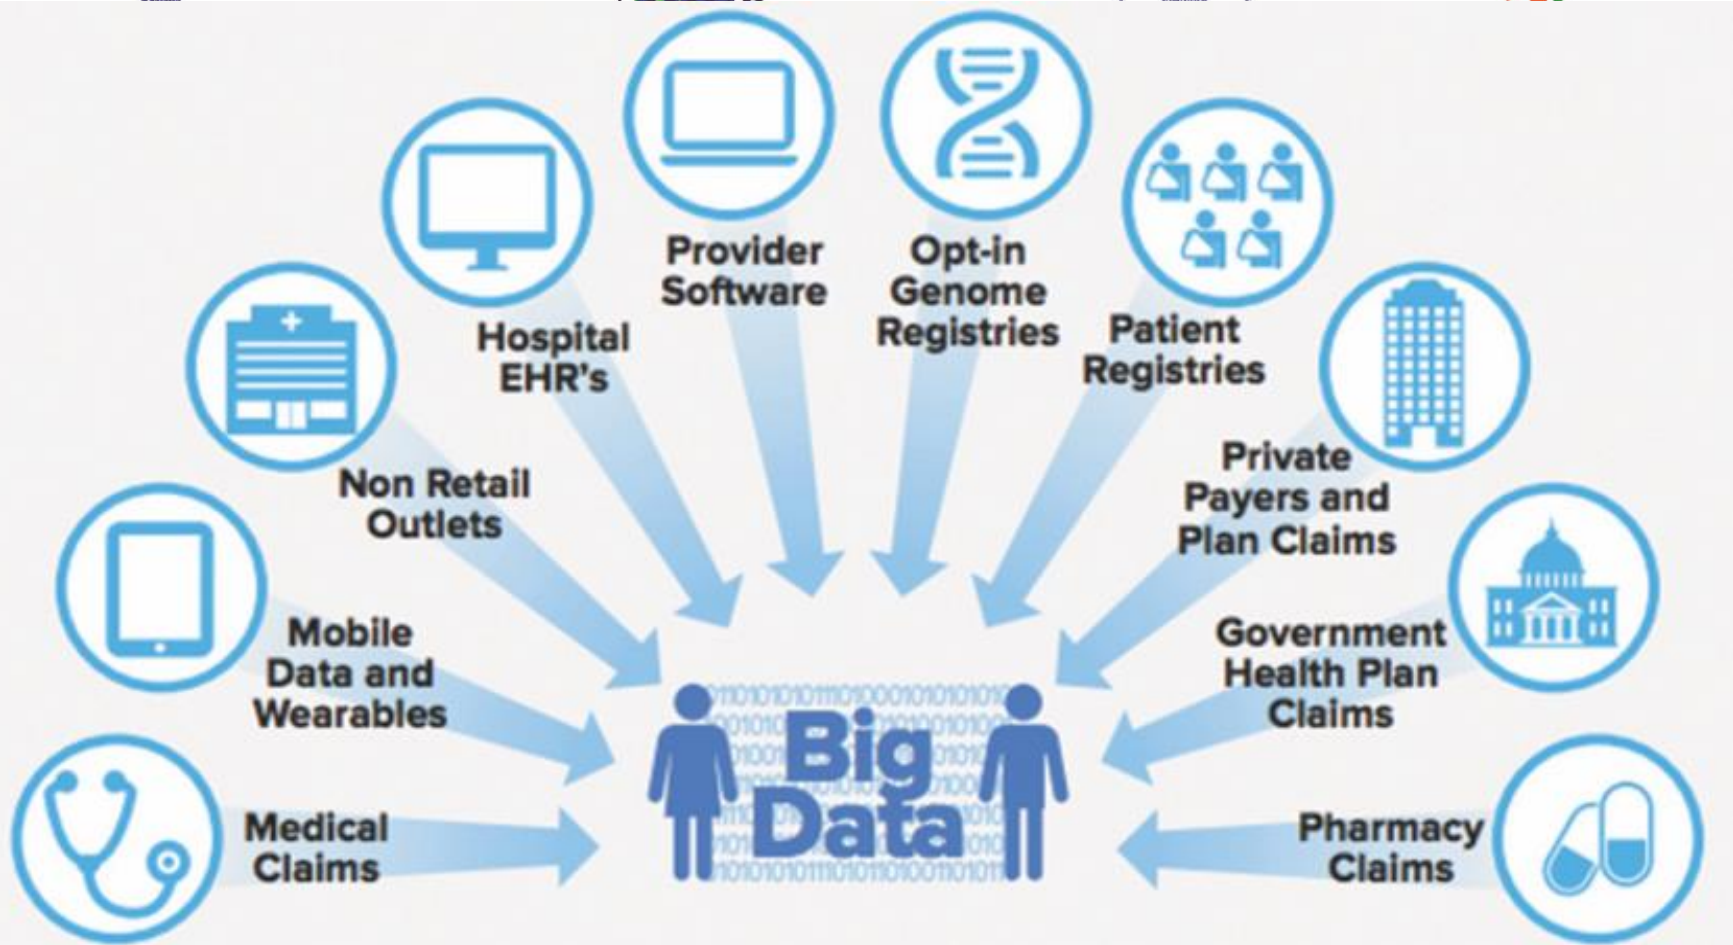 Provider
Software
Opt-in
Genome
Registries
Hospital
EHR's
Patient
Registries
Non Retail
Outlets
Private
Payers and
Plan Claims
Mobile
Data and
Wearables
Government
Health Plan
Claims
Medical
Claims
Big
Data
Pharmacy
Claims